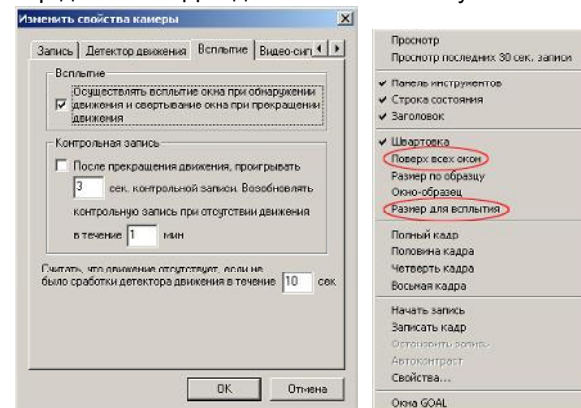 Изменить свойства камеры
Запись Детектор движения Всплытие Видео-сиг
Всплытие
Осуществлять всплытие окна при обнаружении
движения и свертывание окна при прекращении
движения
Контрольная запись
После прекращения движения, проигрывать
3 сек. контрольной записи. Возобновлять
контрольную запись при отсутствии движения
в течение 1 мин
Считать, что движение отсутствует, если не
было сработки детектора движения в течение 10 сек
OK Отмена
Просмотр
Просмотр последних 30 сек. записи
Панель инструментов
Строка состояния
Заголовок
Швартовка
Поверх всех окон
Размер по образцу
Окно-образец
Размер для всплытия
Полный кадр
Половина кадра
Четверть кадра
Восьмая кадра
Начать запись
Записать кадр
Остановить запись
Автоконтраст
Свойства...
Окна GOAL